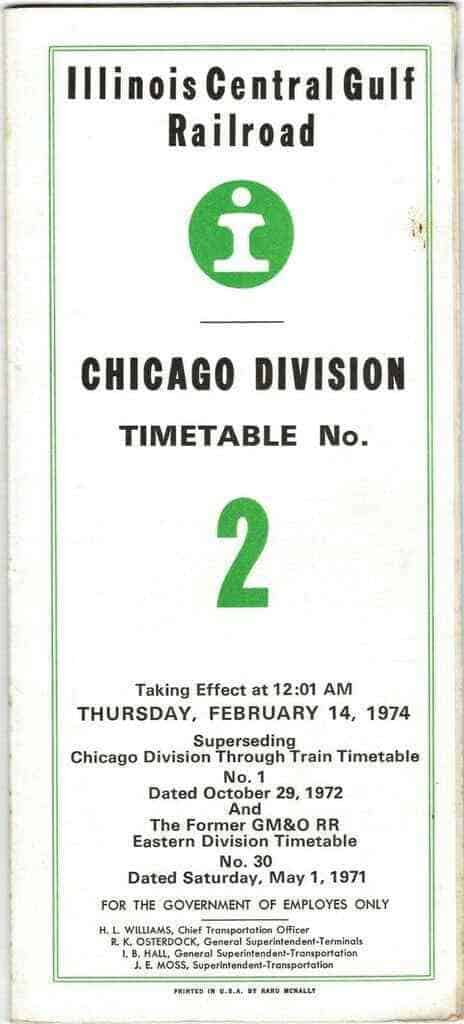 Illinois Central Gulf
Railroad
i
CHICAGO DIVISION
TIMETABLE No.
2
Taking Effect at 12:01 AM
THURSDAY, FEBRUARY 14, 1974
Superseding
Chicago Division Through Train Timetable
No. 1
Dated October 29, 1972
And
The Former GM&O RR
Eastern Division Timetable
No. 30
Dated Saturday, May 1, 1971
FOR THE GOVERNMENT OF EMPLOYES ONLY
H. L. WILLIAMS, Chief Transportation Officer
R. K. OSTERDOCK, General Superintendent-Terminals
I. B. HALL, General Superintendent-Transportation
J. E. MOSS, Superintendent-Transportation
PRINTED IN U.S.A. BY RAND MCNALLY